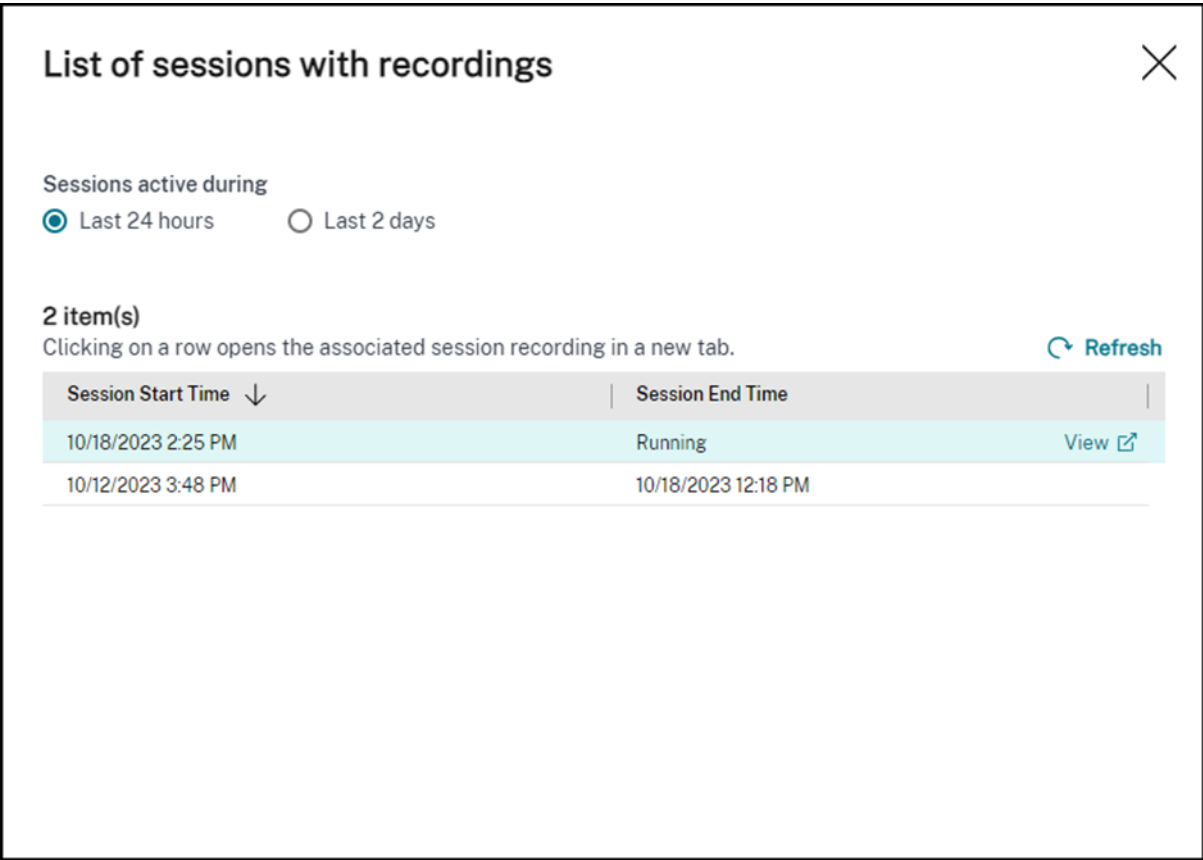 List of sessions with recordings
Sessions active during
Last 24 hours Last 2 days
2 item(s)
Clicking on a row opens the associated session recording in a new tab. Refresh
Session Start Time Session End Time
10/18/2023 2:25 PM Running View
10/12/2023 3:48 PM 10/18/2023 12:18 PM